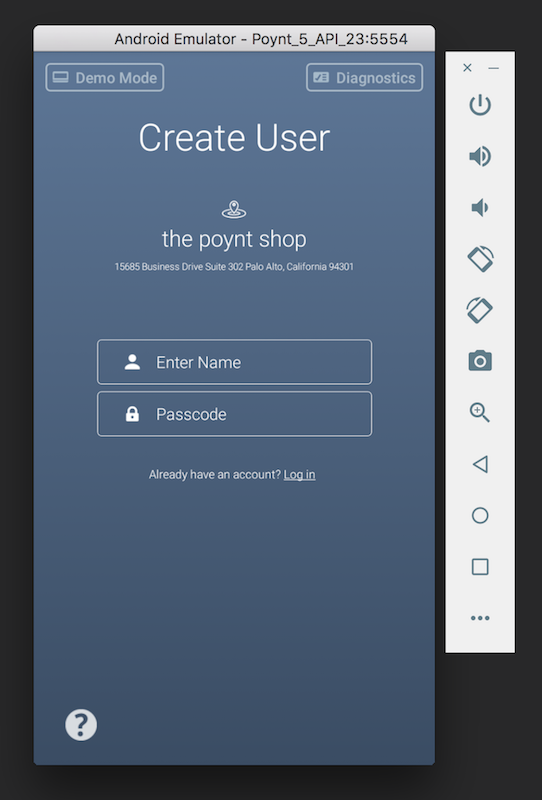 Android Emulator - Poynt_5_API_23:5554
Demo Mode
Diagnostics
Create User
the poynt shop
15685 Business Drive Suite 302 Palo Alto, California 94301
Enter Name
Passcode
Already have an account? Log in
?